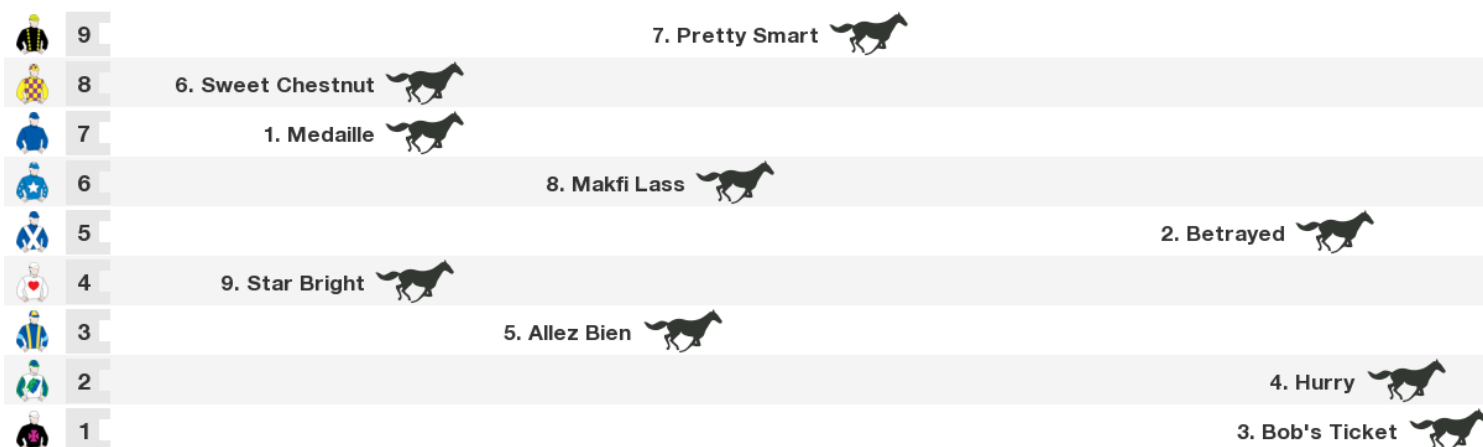 9 7. Pretty Smart
8 6. Sweet Chestnut
7 1. Medaille
6 8. Makfi Lass
5 2. Betrayed
4 9. Star Bright
3 5. Allez Bien
2 4. Hurry
1 3. Bob's Ticket